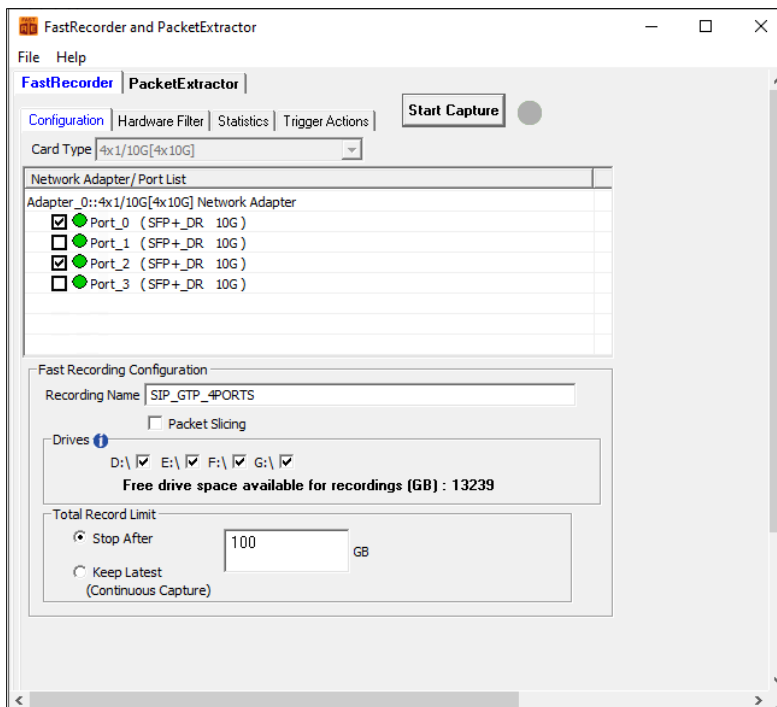 FastRecorder and PacketExtractor
File Help
FastRecorder PacketExtractor
Start Capture
Configuration Hardware Filter Statistics Trigger Actions
Card Type 4x1/10G[4x10G]
Network Adapter/ Port List
Adapter_0::4x1/10G[4x10G] Network Adapter
Port_0 ( SFP+_DR 10G )
Port_1 ( SFP+_DR 10G )
Port_2 ( SFP+_DR 10G )
Port_3 ( SFP+_DR 10G )
Fast Recording Configuration
Recording Name SIP_GTP_4PORTS
Packet Slicing
Drives i
D:\ E:\ F:\ G:\
Free drive space available for recordings (GB) : 13239
Total Record Limit
Stop After 100 GB
Keep Latest
(Continuous Capture)